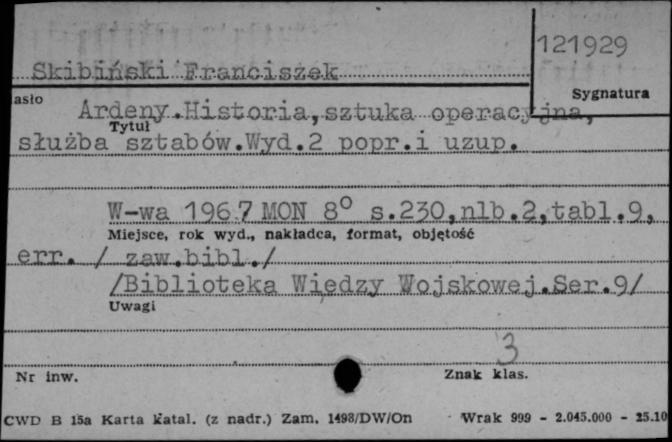 121929
Skibiński Franciszek
asło
Sygnatura
Ardeny.Historia,sztuka operacyjna,
Tytuł
służba sztabów.Wyd.2 popr.i uzup.
W-wa 1967 MON 8° s.230,nlb.2,tabl.9,
Miejsce, rok wyd., nakładca, format, objętość
err. / zaw.bibl./
/Biblioteka Wiedzy Wojskowej.Ser.9/
Uwagi
3
Nr inw.
Znak klas.
CWD B 15a Karta katal. (z nadr.) Zam. 1498/DW/On Wrak 999 - 2.045.000 - 25.10